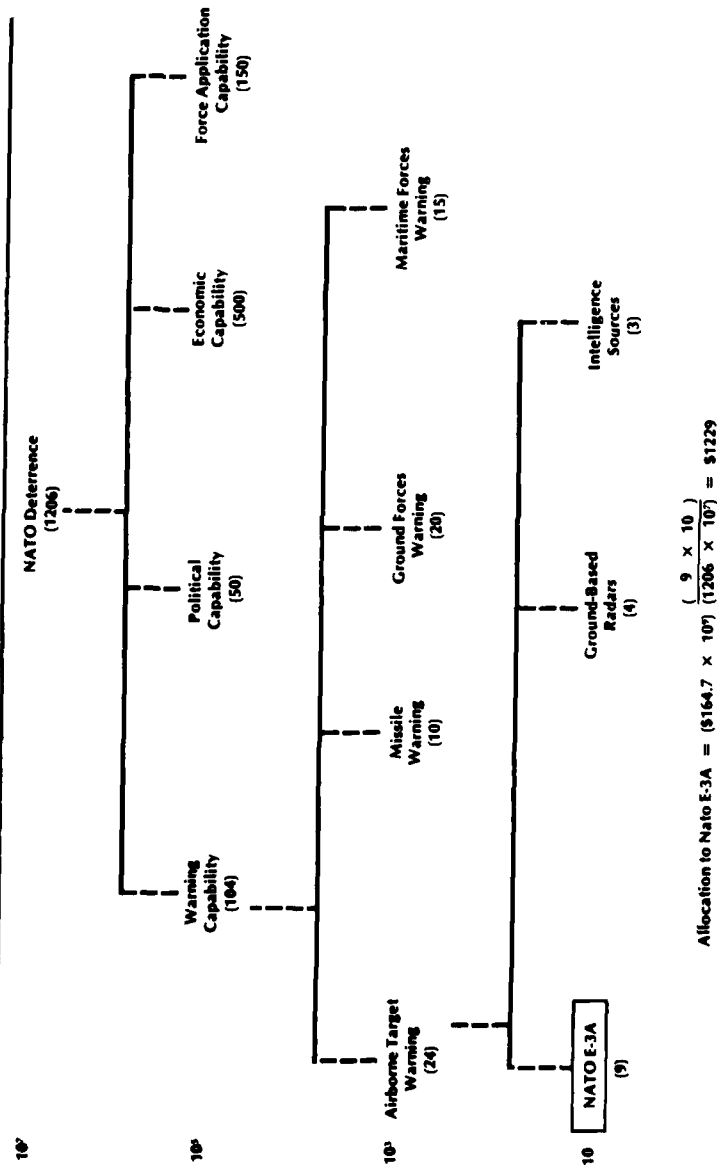 10⁷
NATO Deterrence
(1206)
10⁵
Warning
Capability
(104)
Political
Capability
(50)
Economic
Capability
(500)
Force Application
Capability
(150)
10³
Airborne Target
Warning
(24)
Missile
Warning
(10)
Ground Forces
Warning
(20)
Maritime Forces
Warning
(15)
10
NATO E-3A
(9)
Ground-Based
Radars
(4)
Intelligence
Sources
(3)
Allocation to Nato E-3A = ($164.7 × 10⁹) ( 9 × 10 ) / (1206 × 10⁷) = $1229